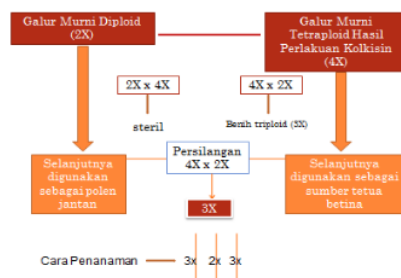 Galur Murni Diploid
(2X)
Galur Murni
Tetraploid Hasil
Perlakuan Kolkisin
(4X)
2X x 4X
4X x 2X
steril
Benih triploid (3X)
Persilangan
4X x 2X
Selanjutnya
digunakan
sebagai polen
jantan
Selanjutnya
digunakan sebagai
sumber tetua
betina
3X
Cara Penanaman
3x 2x 3x